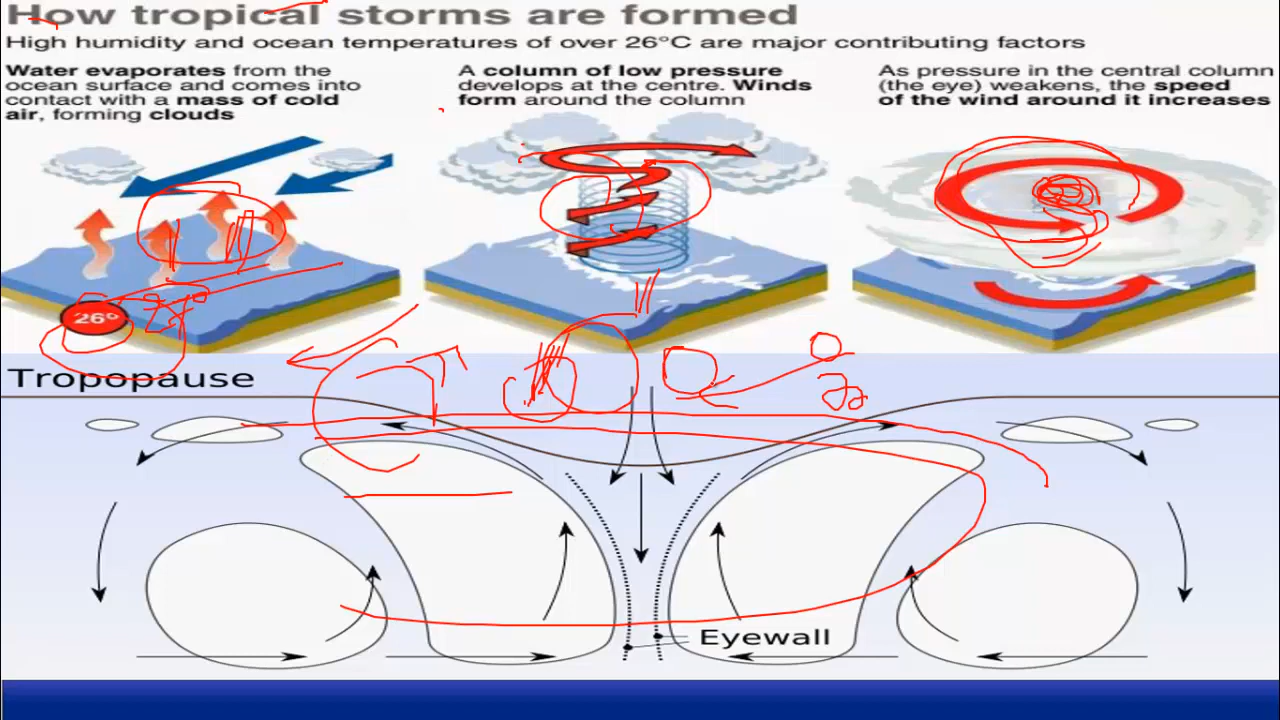 How tropical storms are formed
High humidity and ocean temperatures of over 26°C are major contributing factors
Water evaporates from the
ocean surface and comes into
contact with a mass of cold
air, forming clouds
A column of low pressure
develops at the centre. Winds
form around the column
As pressure in the central column
(the eye) weakens, the speed
of the wind around it increases
26°
Tropopause
Eyewall